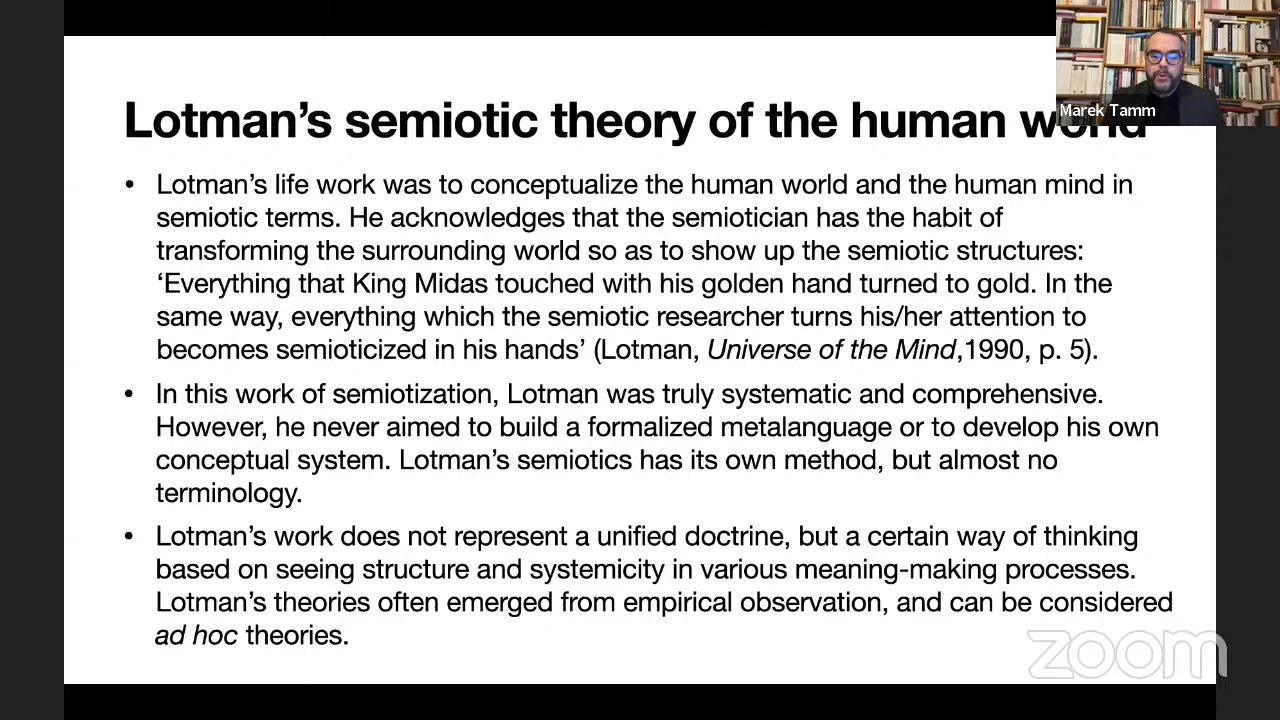 Lotman's semiotic theory of the human world
Marek Tamm
• Lotman's life work was to conceptualize the human world and the human mind in
semiotic terms. He acknowledges that the semiotician has the habit of
transforming the surrounding world so as to show up the semiotic structures:
‘Everything that King Midas touched with his golden hand turned to gold. In the
same way, everything which the semiotic researcher turns his/her attention to
becomes semioticized in his hands’ (Lotman, Universe of the Mind,1990, p. 5).
• In this work of semiotization, Lotman was truly systematic and comprehensive.
However, he never aimed to build a formalized metalanguage or to develop his own
conceptual system. Lotman’s semiotics has its own method, but almost no
terminology.
• Lotman’s work does not represent a unified doctrine, but a certain way of thinking
based on seeing structure and systemicity in various meaning-making processes.
Lotman’s theories often emerged from empirical observation, and can be considered
ad hoc theories.
zoom